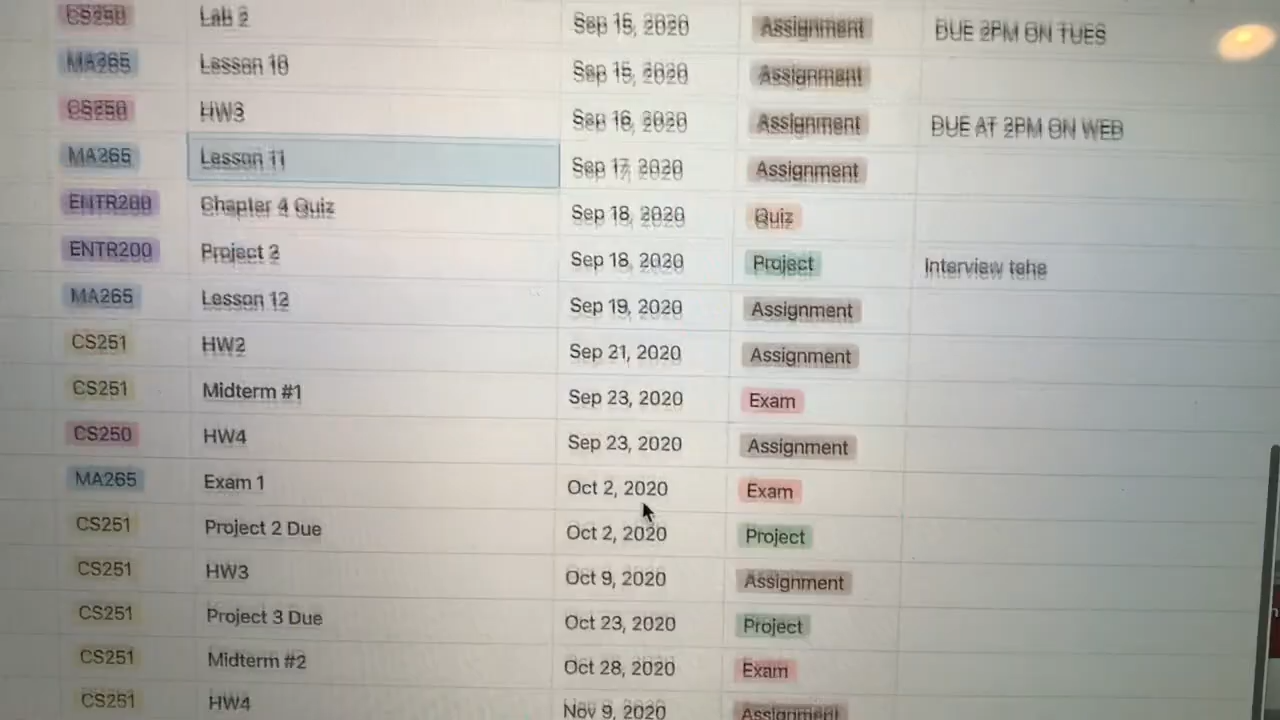 CS250 Lab 2 Sep 15, 2020 Assignment DUE 2PM ON TUES
MA265 Lesson 10 Sep 15, 2020 Assignment
CS250 HW3 Sep 16, 2020 Assignment DUE AT 2PM ON WED
MA265 Lesson 11 Sep 17, 2020 Assignment
ENTR200 Chapter 4 Quiz Sep 18, 2020 Quiz
ENTR200 Project 2 Sep 18, 2020 Project Interview tehe
MA265 Lesson 12 Sep 19, 2020 Assignment
CS251 HW2 Sep 21, 2020 Assignment
CS251 Midterm #1 Sep 23, 2020 Exam
CS250 HW4 Sep 23, 2020 Assignment
MA265 Exam 1 Oct 2, 2020 Exam
CS251 Project 2 Due Oct 2, 2020 Project
CS251 HW3 Oct 9, 2020 Assignment
CS251 Project 3 Due Oct 23, 2020 Project
CS251 Midterm #2 Oct 28, 2020 Exam
CS251 HW4 Nov 9, 2020 Assignment